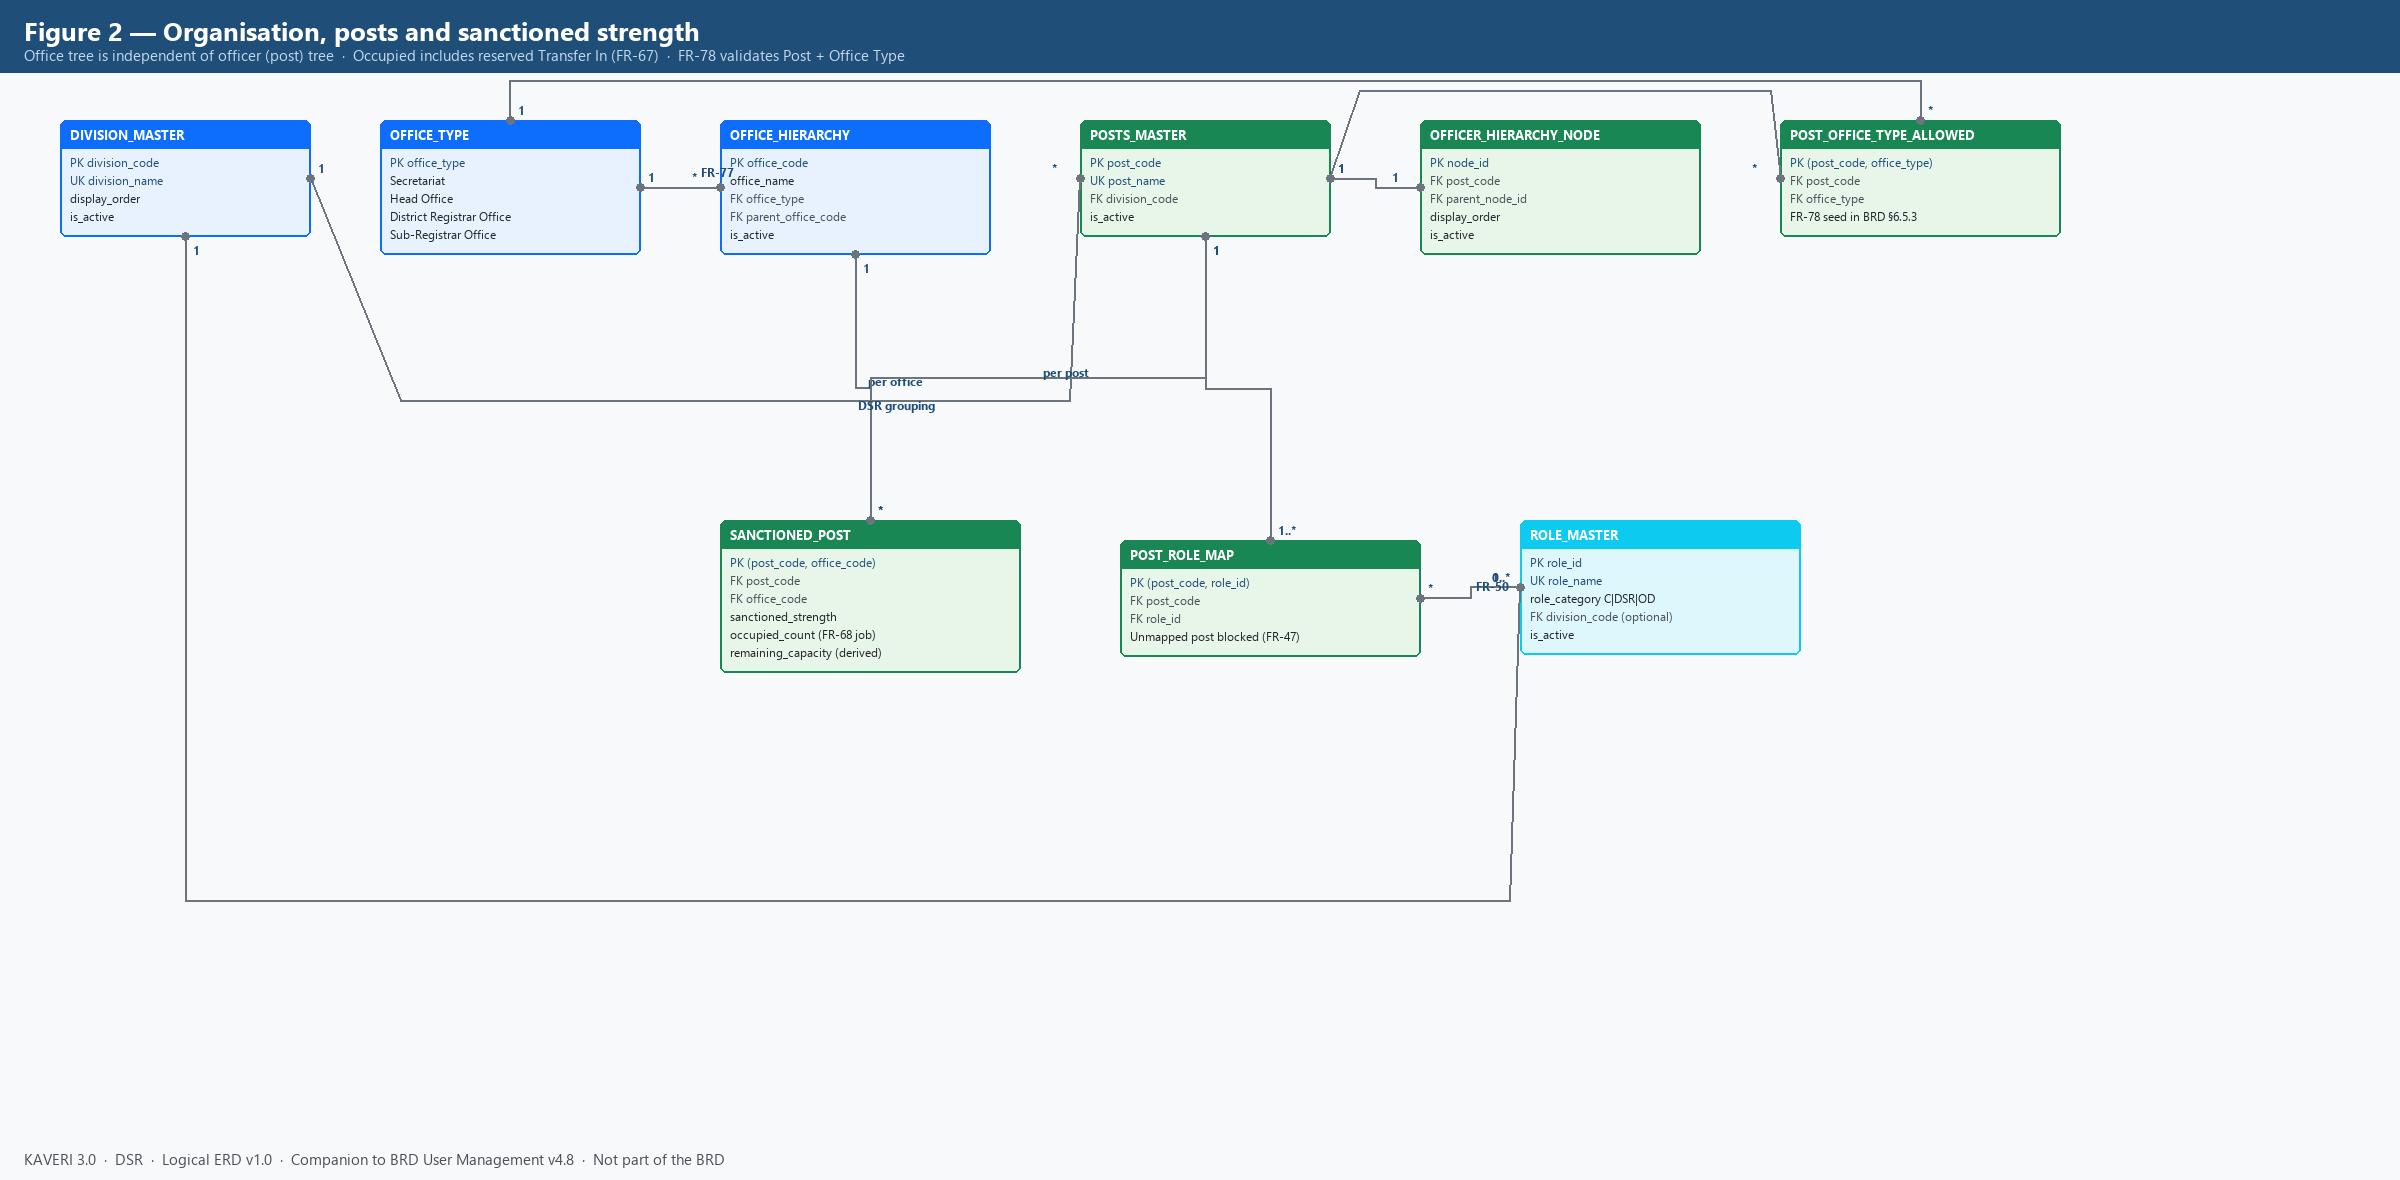 Figure 2 — Organisation, posts and sanctioned strength
Office tree is independent of officer (post) tree · Occupied includes reserved Transfer In (FR-67) · FR-78 validates Post + Office Type
DIVISION_MASTER
PK division_code
UK division_name
display_order
is_active
1
1
OFFICE_TYPE
PK office_type
Secretariat
Head Office
District Registrar Office
Sub-Registrar Office
1
1
* FR-77
OFFICE_HIERARCHY
PK office_code
office_name
FK office_type
FK parent_office_code
is_active
1
*
POSTS_MASTER
PK post_code
UK post_name
FK division_code
is_active
1
1
1
OFFICER_HIERARCHY_NODE
PK node_id
FK post_code
FK parent_node_id
display_order
is_active
*
*
POST_OFFICE_TYPE_ALLOWED
PK (post_code, office_type)
FK post_code
FK office_type
FR-78 seed in BRD §6.5.3
per office
per post
DSR grouping
*
SANCTIONED_POST
PK (post_code, office_code)
FK post_code
FK office_code
sanctioned_strength
occupied_count (FR-68 job)
remaining_capacity (derived)
1..*
POST_ROLE_MAP
PK (post_code, role_id)
FK post_code
FK role_id
Unmapped post blocked (FR-47)
*
FR-50
ROLE_MASTER
PK role_id
UK role_name
role_category C|DSR|OD
FK division_code (optional)
is_active
KAVERI 3.0 · DSR · Logical ERD v1.0 · Companion to BRD User Management v4.8 · Not part of the BRD